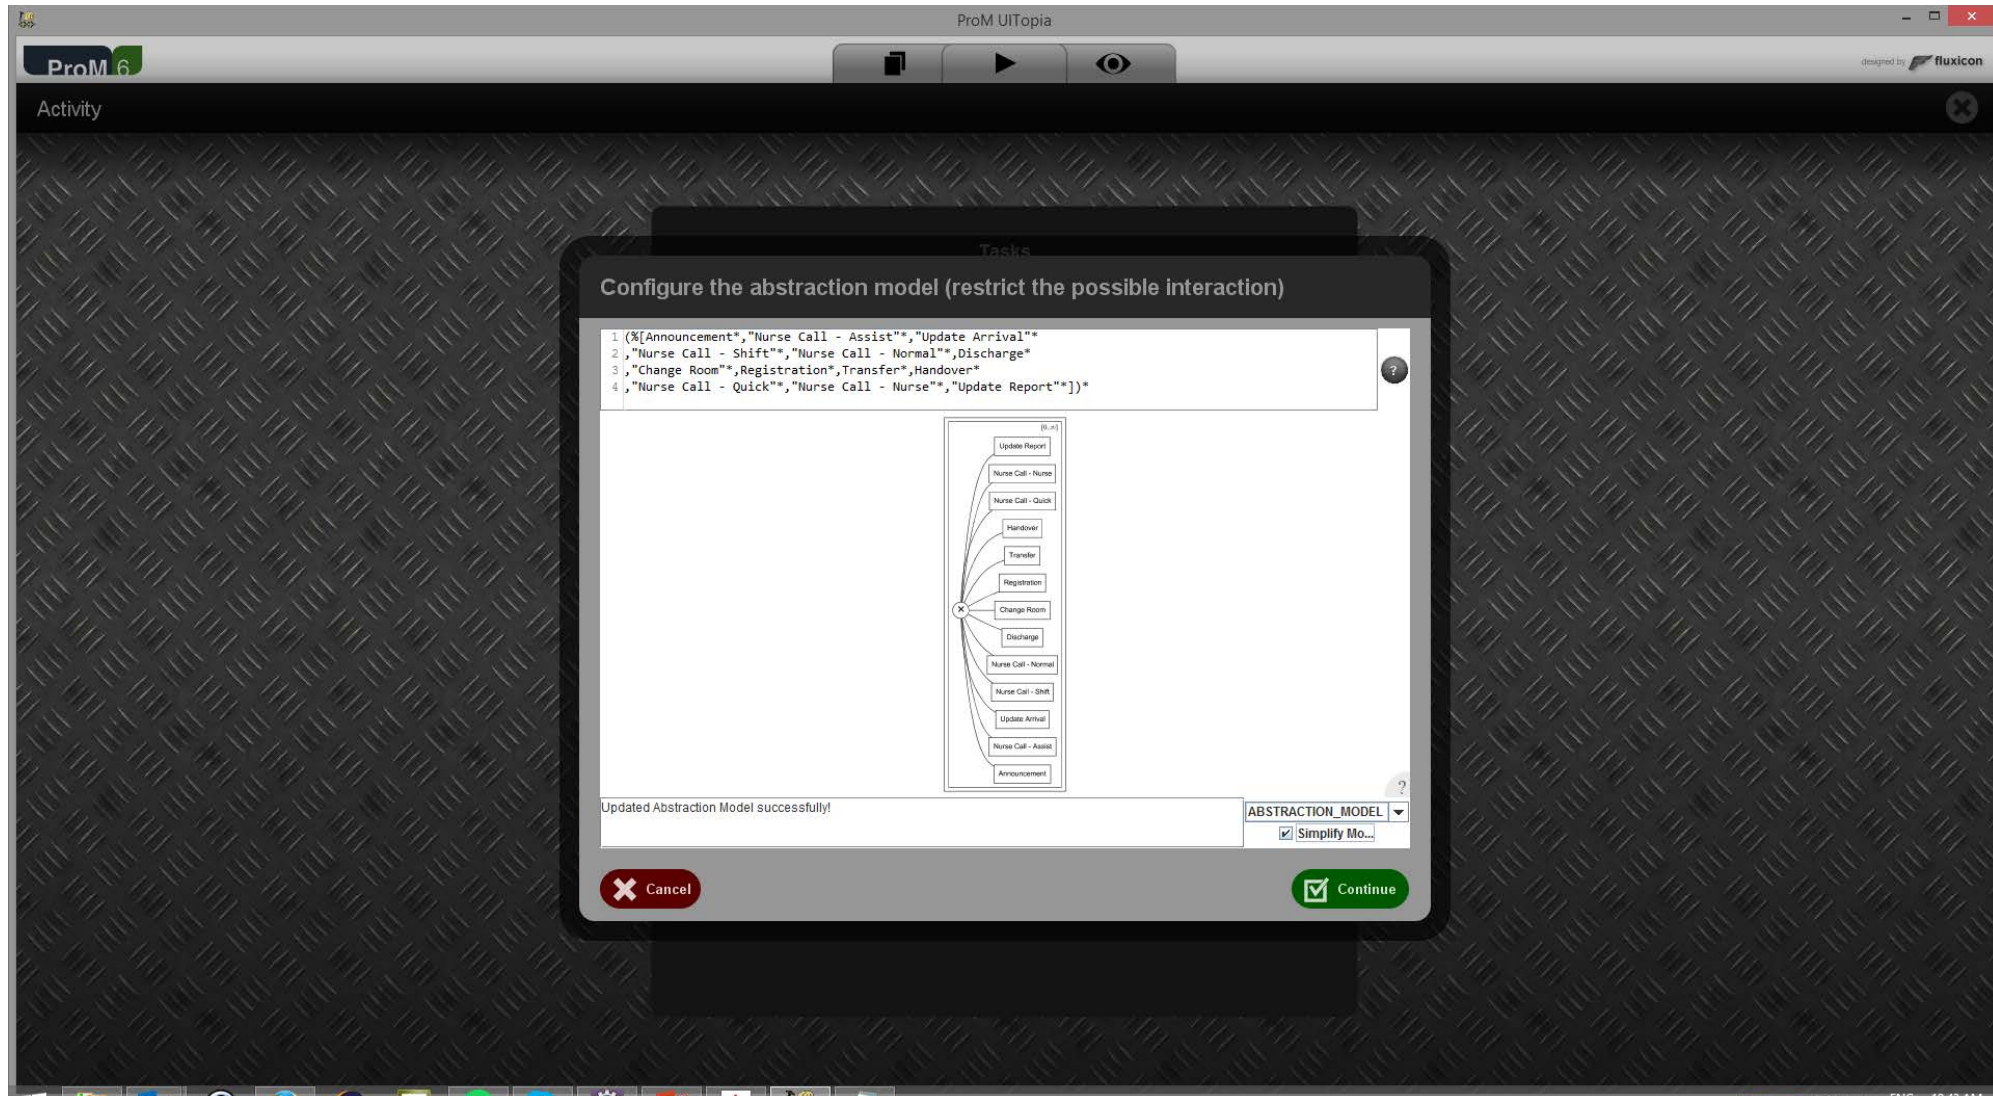 ProM UITopia
ProM 6
designed by fluxicon
Activity
Tasks
Configure the abstraction model (restrict the possible interaction)
1 (%[Announcement*,"Nurse Call - Assist"*,"Update Arrival"*
2 ,"Nurse Call - Shift"*,"Nurse Call - Normal"*,Discharge*
3 ,"Change Room"*,Registration*,Transfer*,Handover*
4 ,"Nurse Call - Quick"*,"Nurse Call - Nurse"*,"Update Report"*])*
?
Update Report
Nurse Call - Nurse
Nurse Call - Quick
Handover
Transfer
Registration
Change Room
Discharge
Nurse Call - Normal
Nurse Call - Shift
Update Arrival
Nurse Call - Assist
Announcement
?
Updated Abstraction Model successfully!
ABSTRACTION_MODEL
Simplify Mo...
Cancel
Continue